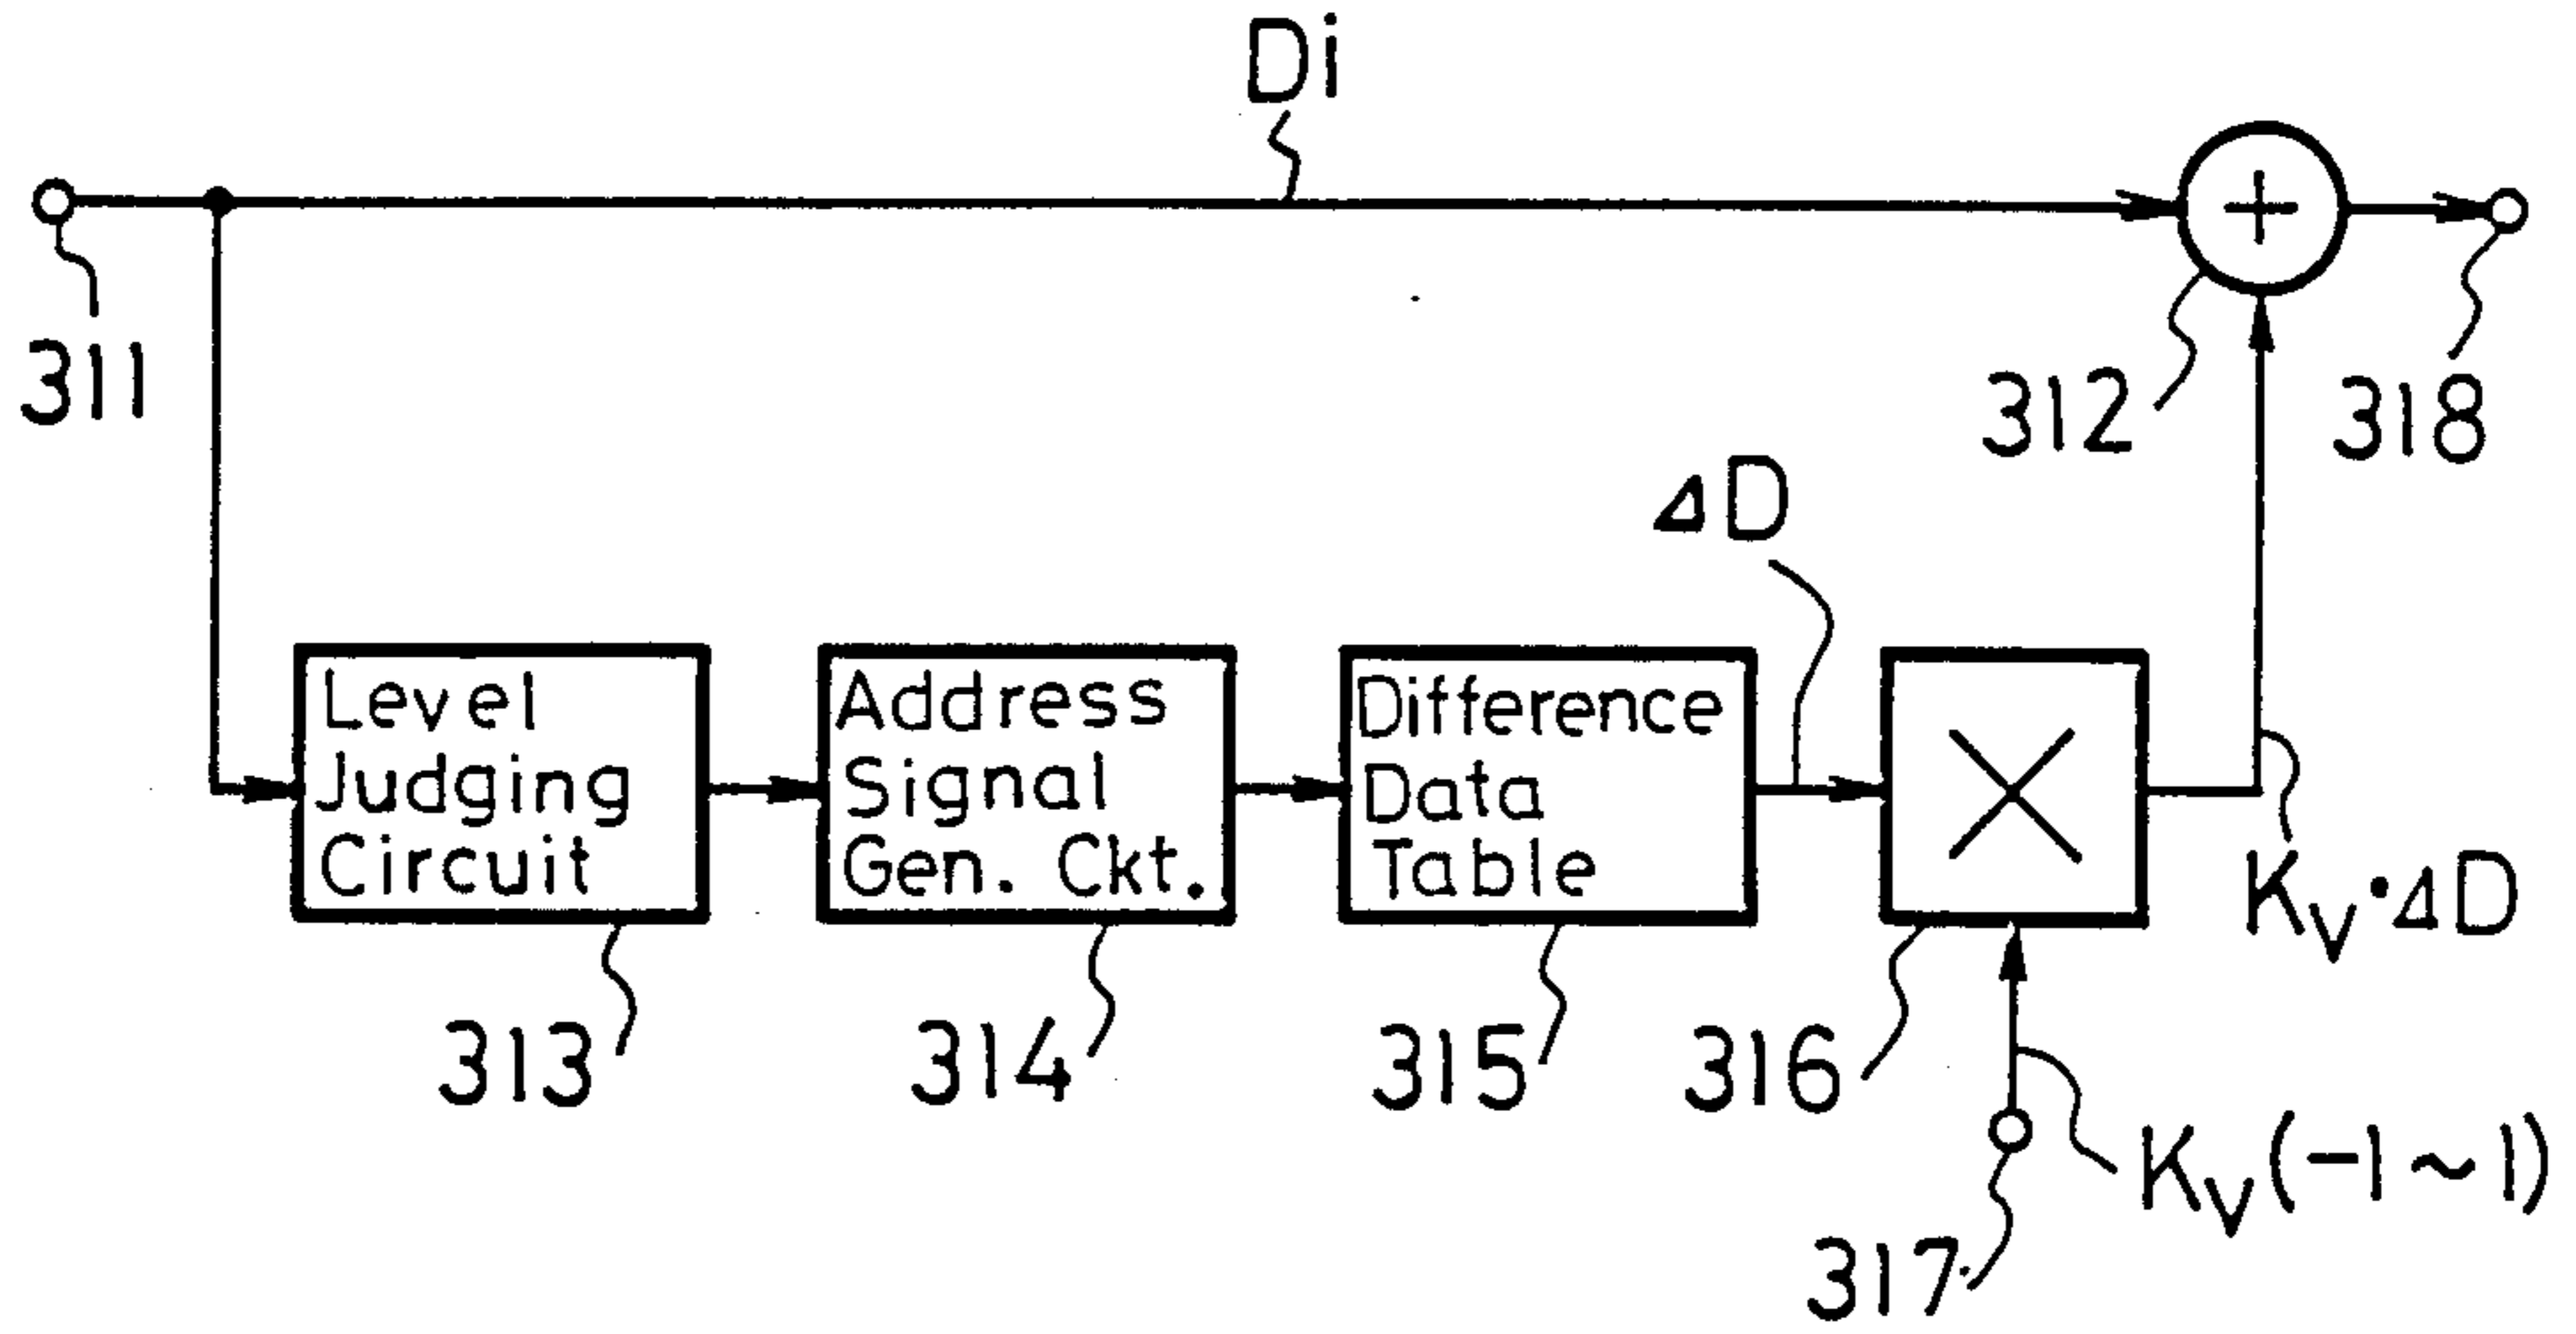 Di
311
312
318
ΔD
Level
Judging
Circuit
Address
Signal
Gen. Ckt.
Difference
Data
Table
×
+
KV·ΔD
313
314
315
316
KV(-1~1)
317